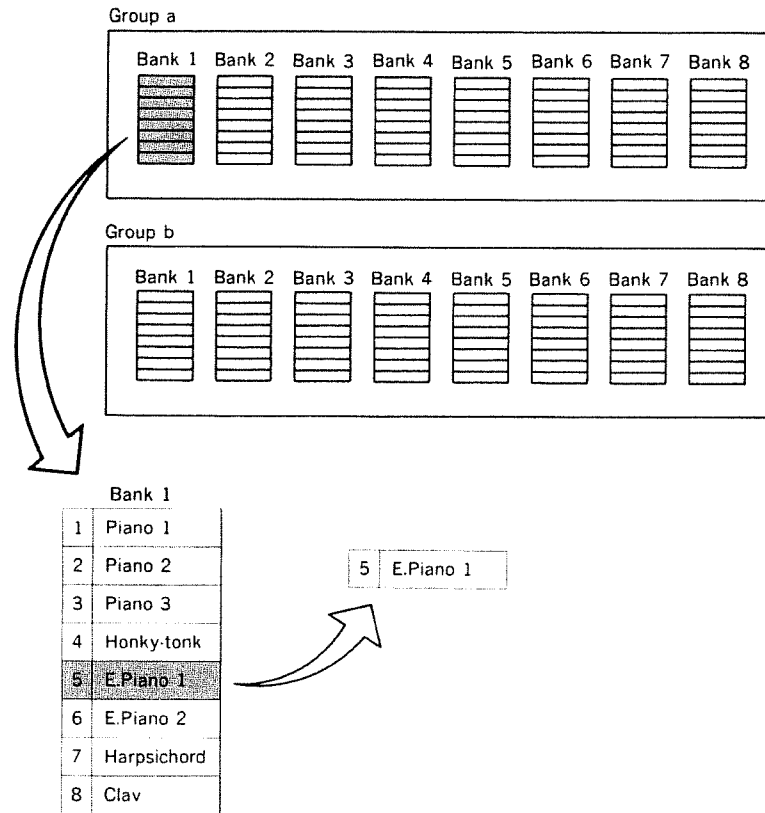 Group a
Bank 1 Bank 2 Bank 3 Bank 4 Bank 5 Bank 6 Bank 7 Bank 8
Group b
Bank 1 Bank 2 Bank 3 Bank 4 Bank 5 Bank 6 Bank 7 Bank 8
Bank 1
1 Piano 1
2 Piano 2
3 Piano 3
4 Honky-tonk
5 E.Piano 1
6 E.Piano 2
7 Harpsichord
8 Clav
5 E.Piano 1